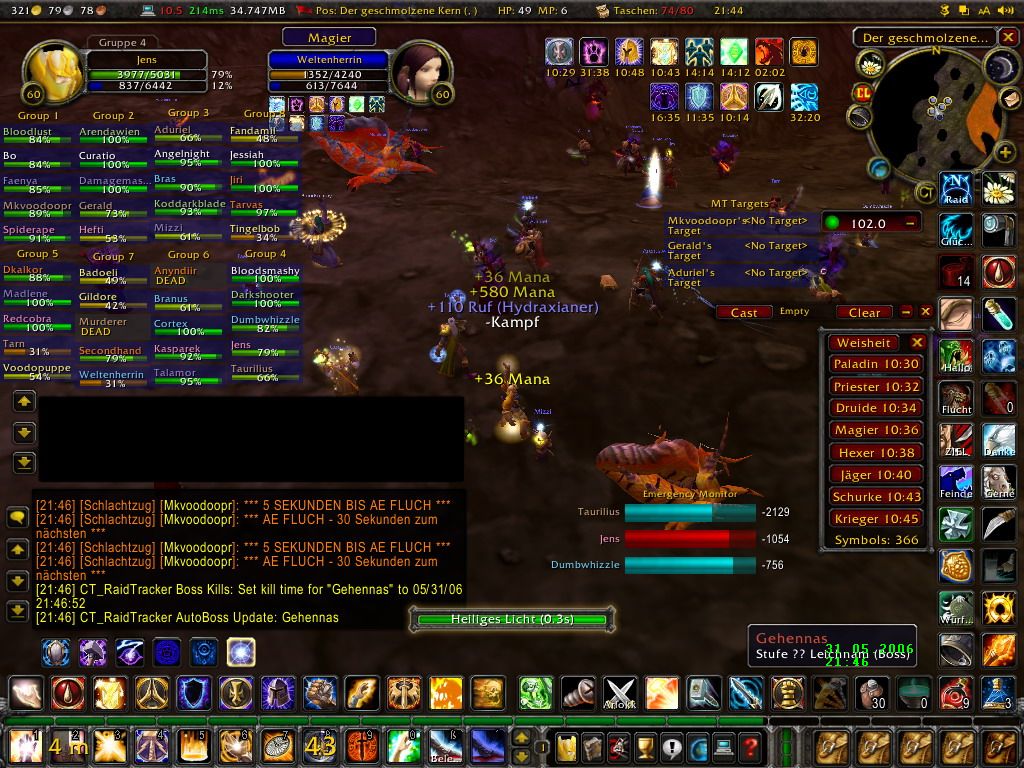 321 79 78 10.5 214ms 34.747MB Pos: Der geschmolzene Kern (, ) HP: 49 MP: 6 Taschen: 74/80 21:44
Gruppe 4
Jens
3977/5031 79%
837/6442 12%
60
Magier
Weltenherrin
1352/4240
613/7644
60
10:29 31:38 10:48 10:43 14:14 14:12 02:02
16:35 11:35 10:14 32:20
Der geschmolzene...
N
CL
CT
Group 1 Group 2 Group 3
Bloodlust 84% Arendawien 100% Aduriel 66% Fandamil 48%
Bo 84% Curatio 100% Angelnight 95% Jessiah 100%
Faenya 85% Damagemas... 100% Bras 90% Jiri 100%
Mkvoodoopr 89% Gerald 73% Koddarkblade 93% Tarvas 97%
Spiderape 91% Hefti 53% Mizzi 61% Tingelbob 34%
Group 5 Group 7 Group 6 Group 4
Dkalkor 88% Badoeli 49% Anyndiir DEAD Bloodsmashy 100%
Madlene 100% Gildore 42% Branus 61% Darkshooter 100%
Redcobra 100% Murderer DEAD Cortex 100% Dumbwhizzle 82%
Tarn 31% Secondhand 79% Kasparek 92% Jens 79%
Voodopuppe 54% Weltenherrin 31% Talamor 95% Taurilius 66%
MT Targets
Mkvoodoopr's Target <No Target>
Gerald's Target <No Target>
Aduriel's Target <No Target>
102.0
Raid
14
+36 Mana
+580 Mana
+110 Ruf (Hydraxianer)
-Kampf
+36 Mana
Mizzi
Cast Empty Clear
Weisheit
Paladin 10:30
Priester 10:32
Druide 10:34
Magier 10:36
Hexer 10:38
Jäger 10:40
Schurke 10:43
Krieger 10:45
Symbols: 366
Hallo
Flucht 0
ZIEL Danke
Feinde Gerne
Würf...
Emergency Monitor
Taurilius -2129
Jens -1054
Dumbwhizzle -756
[21:46] [Schlachtzug] [Mkvoodoopr]: *** 5 SEKUNDEN BIS AE FLUCH ***
[21:46] [Schlachtzug] [Mkvoodoopr]: *** AE FLUCH - 30 Sekunden zum
nächsten ***
[21:46] [Schlachtzug] [Mkvoodoopr]: *** 5 SEKUNDEN BIS AE FLUCH ***
[21:46] [Schlachtzug] [Mkvoodoopr]: *** AE FLUCH - 30 Sekunden zum
nächsten ***
[21:46] CT_RaidTracker Boss Kills: Set kill time for "Gehennas" to 05/31/06
21:46:52
[21:46] CT_RaidTracker AutoBoss Update: Gehennas
Heiliges Licht (0.3s)
Gehennas
Stufe ?? Leichnam (Boss)
31 05 2006
21:46
Arlokk 30 0 9 3
4 m 43 Bele...